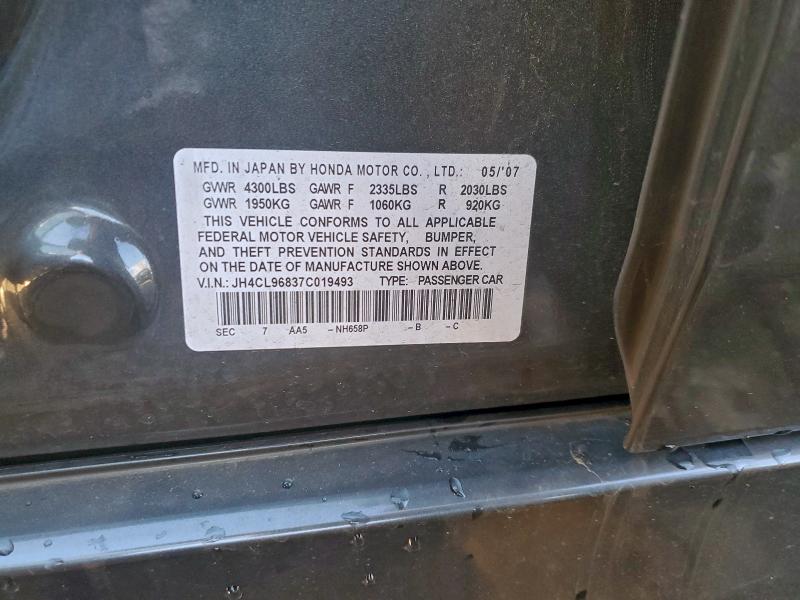 MFD. IN JAPAN BY HONDA MOTOR CO., LTD.: 05/'07
GVWR 4300LBS GAWR F 2335LBS R 2030LBS
GVWR 1950KG GAWR F 1060KG R 920KG
THIS VEHICLE CONFORMS TO ALL APPLICABLE
FEDERAL MOTOR VEHICLE SAFETY, BUMPER,
AND THEFT PREVENTION STANDARDS IN EFFECT
ON THE DATE OF MANUFACTURE SHOWN ABOVE.
V.I.N.: JH4CL96837C019493 TYPE: PASSENGER CAR
SEC 7 AA5 -NH658P -B -C